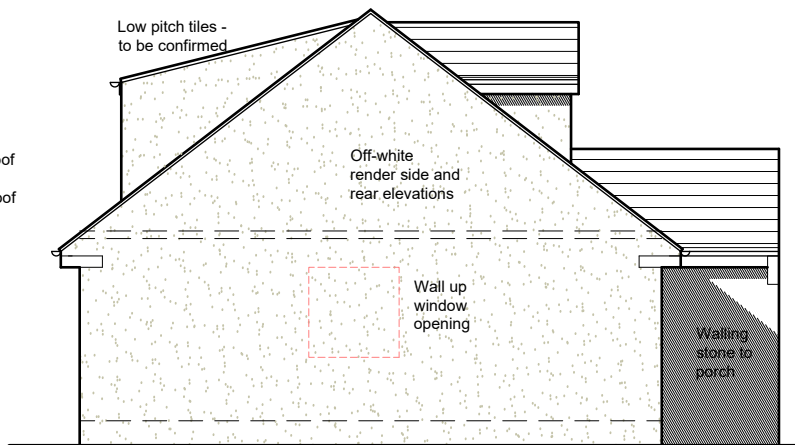 Low pitch tiles -
to be confirmed
Off-white
render side and
rear elevations
Wall up
window
opening
Walling
stone to
porch